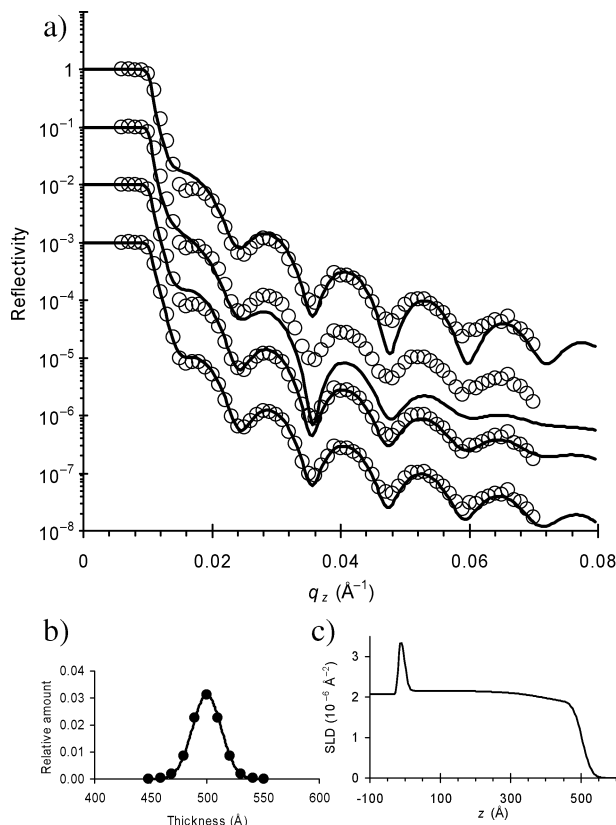 a)
1
10⁻¹
10⁻²
10⁻³
10⁻⁴
10⁻⁵
10⁻⁶
10⁻⁷
10⁻⁸
Reflectivity
0 0.02 0.04 0.06 0.08
q z (Å⁻¹)
b)
Relative amount
0.04
0.03
0.02
0.01
0.00
400 450 500 550 600
Thickness (Å)
c)
SLD (10⁻⁶ Å⁻²)
3
2
1
0
-100 100 300 500
z (Å)